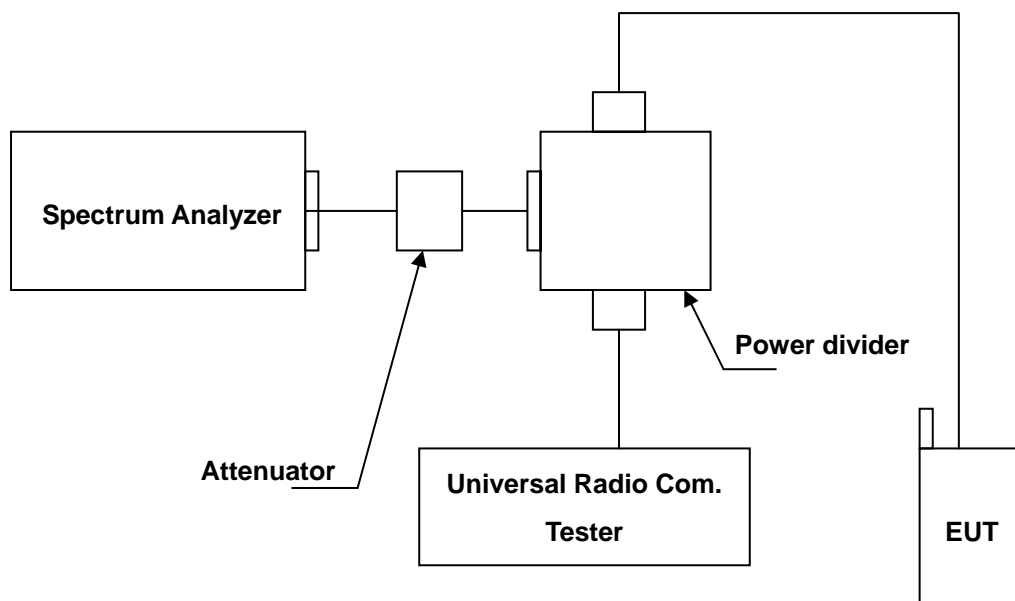 Spectrum Analyzer
Power divider
Attenuator
Universal Radio Com.
Tester
EUT